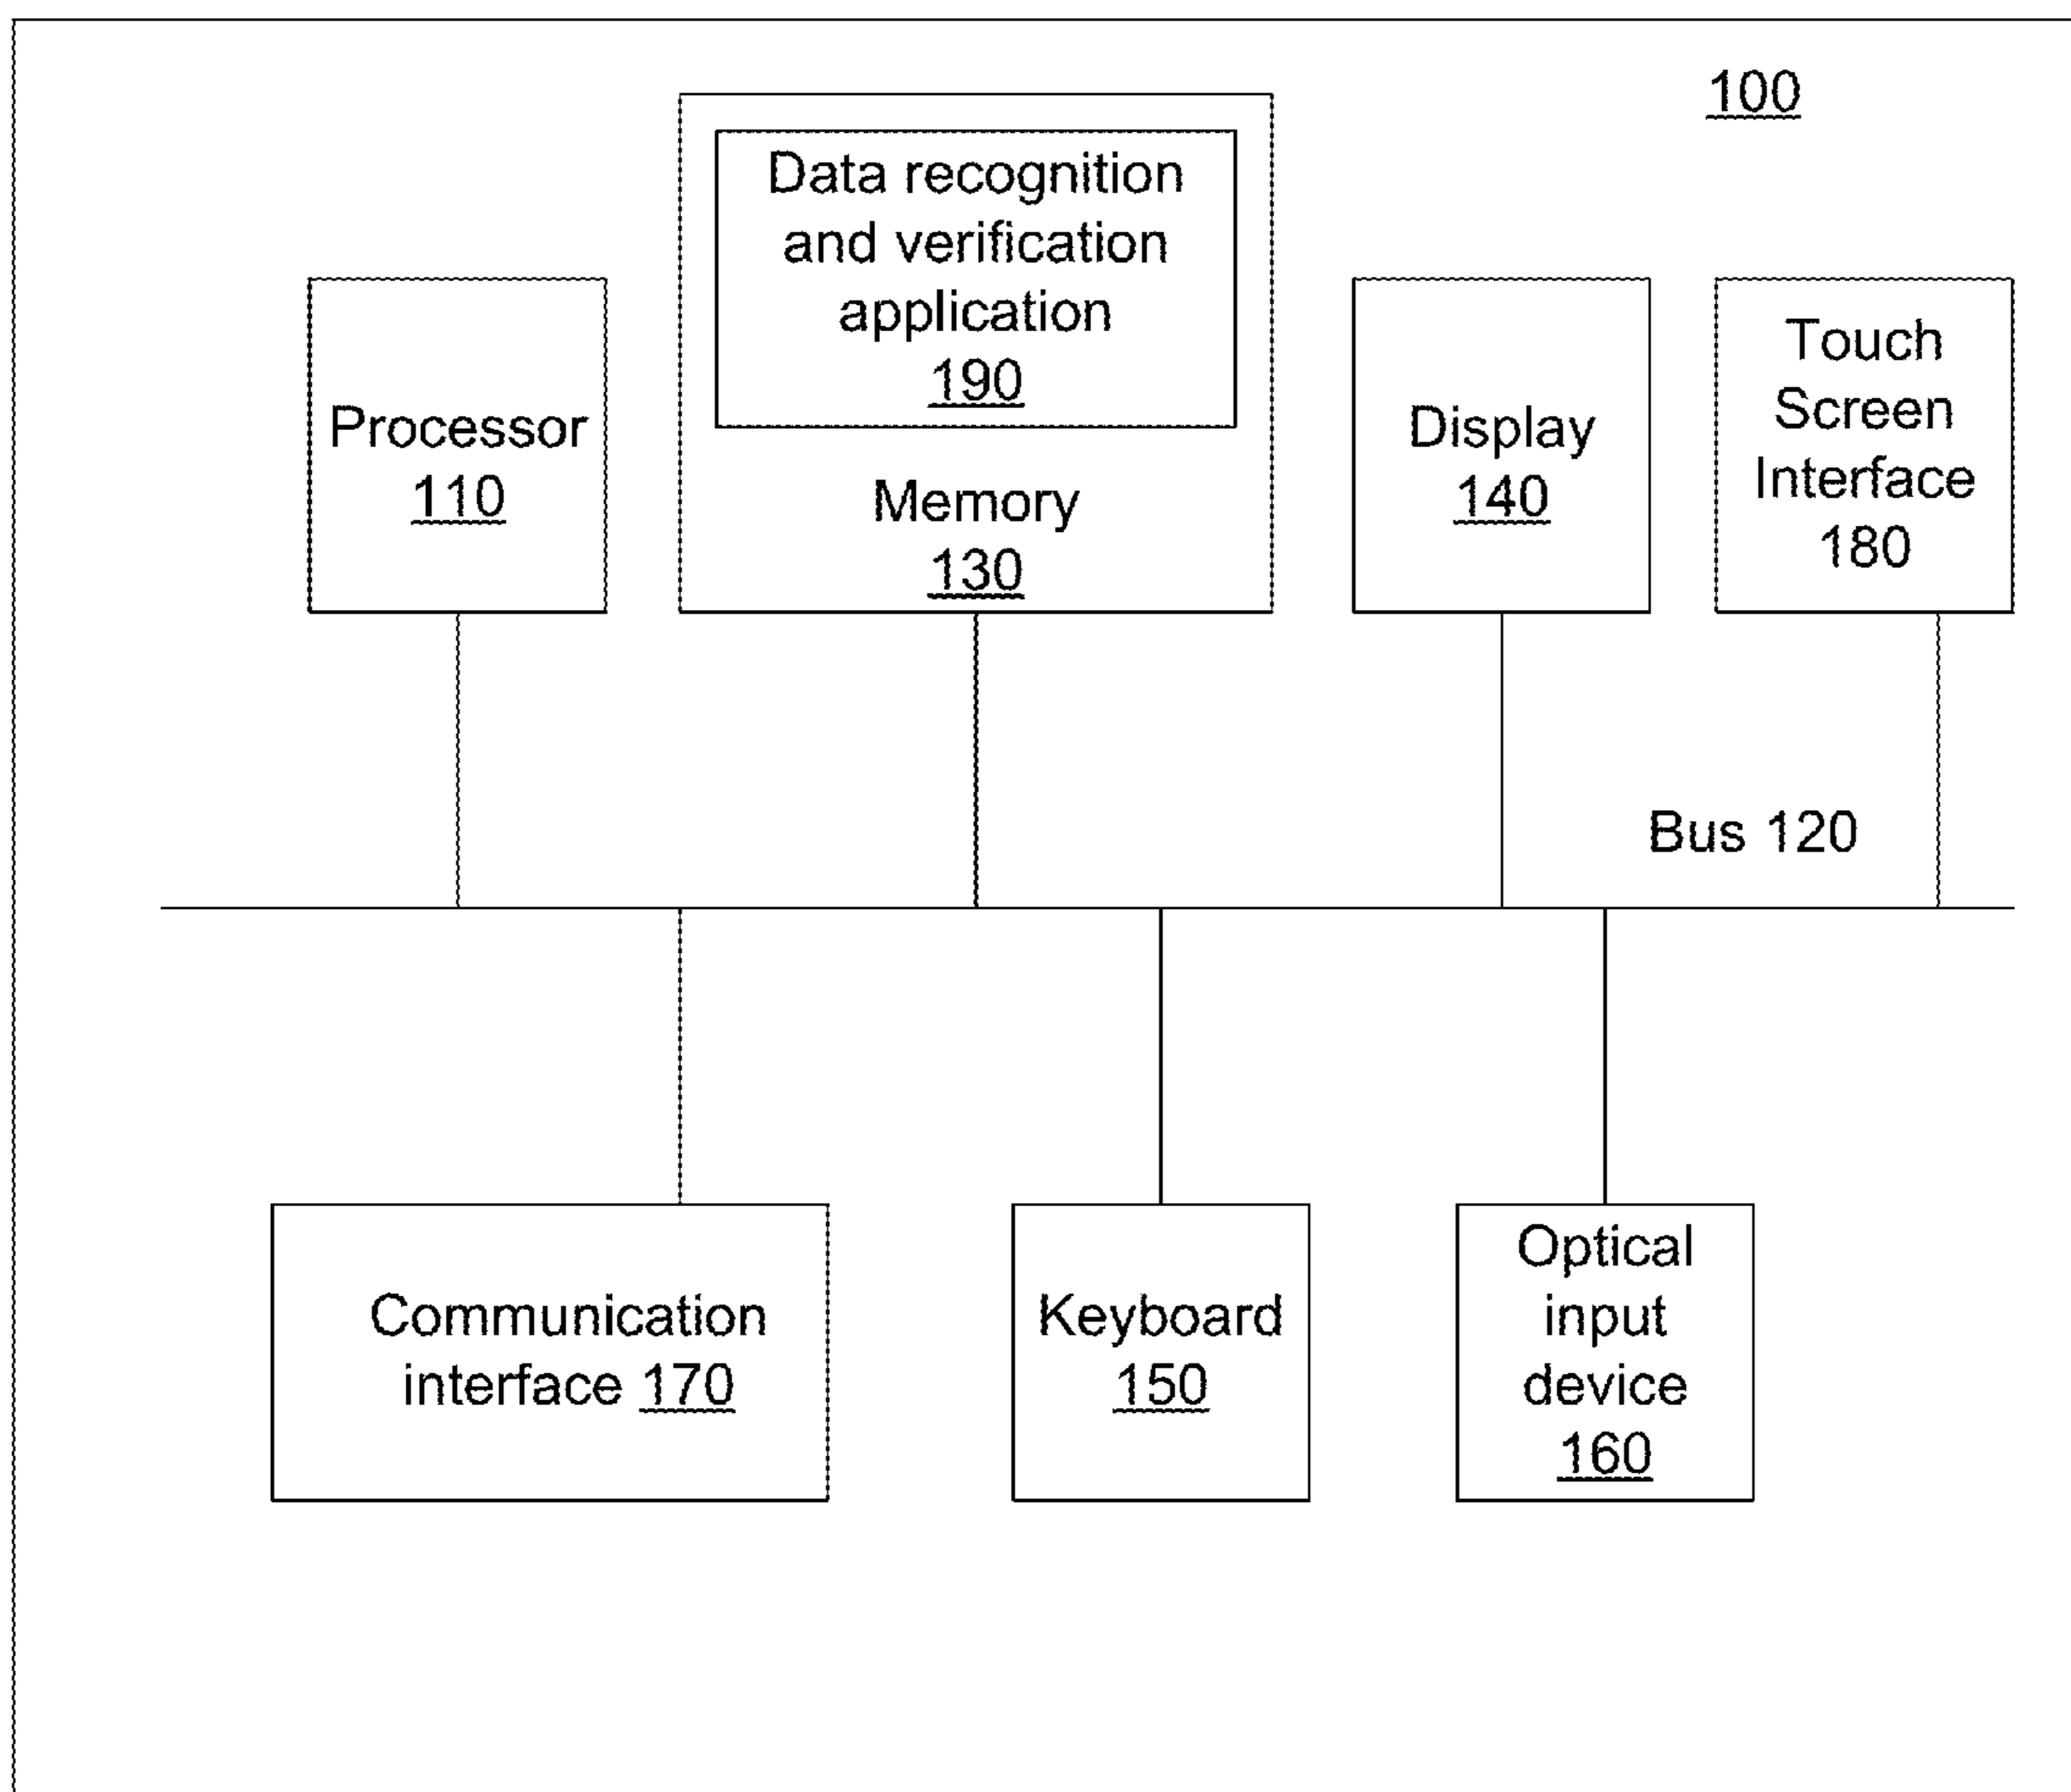 100
Data recognition
and verification
application
190
Memory
130
Processor
110
Display
140
Touch
Screen
Interface
180
Bus 120
Communication
interface 170
Keyboard
150
Optical
input
device
160